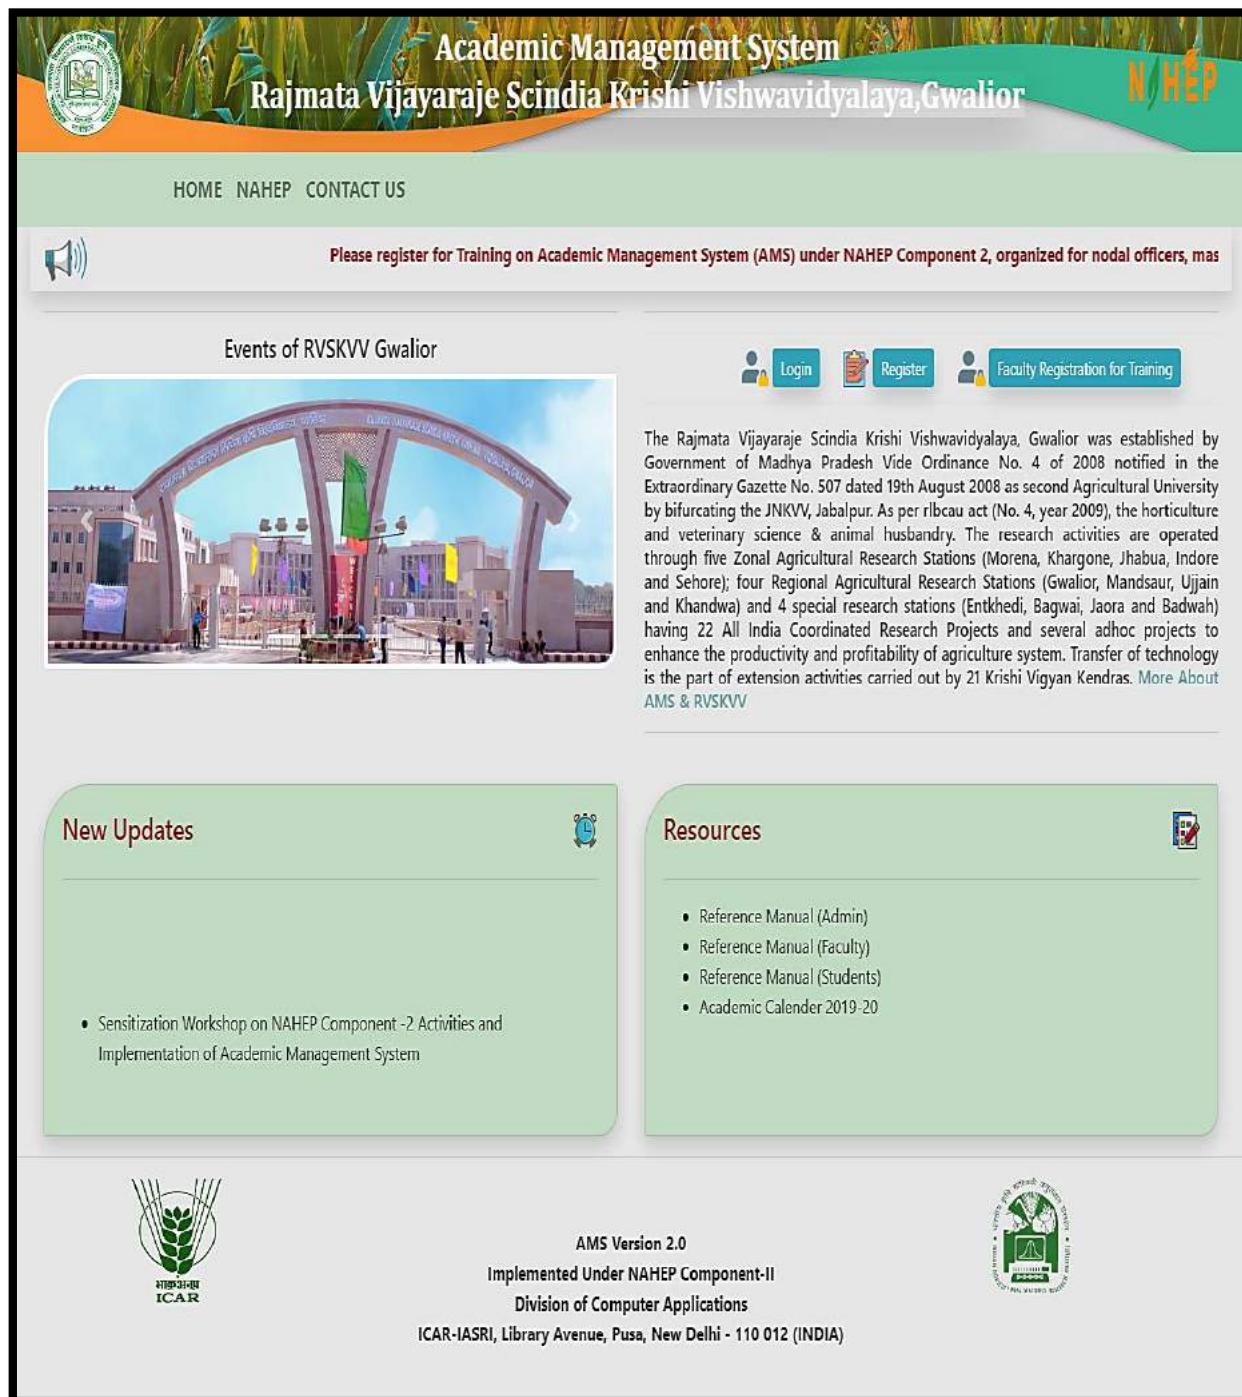 Academic Management System
Rajmata Vijayaraje Scindia Krishi Vishwavidyalaya,Gwalior
NAHEP
HOME NAHEP CONTACT US
Please register for Training on Academic Management System (AMS) under NAHEP Component 2, organized for nodal officers, mas
Events of RVSKVV Gwalior
Login Register Faculty Registration for Training
The Rajmata Vijayaraje Scindia Krishi Vishwavidyalaya, Gwalior was established by
Government of Madhya Pradesh Vide Ordinance No. 4 of 2008 notified in the
Extraordinary Gazette No. 507 dated 19th August 2008 as second Agricultural University
by bifurcating the JNKVV, Jabalpur. As per rlbcau act (No. 4, year 2009), the horticulture
and veterinary science & animal husbandry. The research activities are operated
through five Zonal Agricultural Research Stations (Morena, Khargone, Jhabua, Indore
and Sehore); four Regional Agricultural Research Stations (Gwalior, Mandsaur, Ujjain
and Khandwa) and 4 special research stations (Entkhedi, Bagwai, Jaora and Badwah)
having 22 All India Coordinated Research Projects and several adhoc projects to
enhance the productivity and profitability of agriculture system. Transfer of technology
is the part of extension activities carried out by 21 Krishi Vigyan Kendras. More About
AMS & RVSKVV
New Updates
• Sensitization Workshop on NAHEP Component -2 Activities and
Implementation of Academic Management System
Resources
• Reference Manual (Admin)
• Reference Manual (Faculty)
• Reference Manual (Students)
• Academic Calender 2019-20
भाकृअनुप
ICAR
AMS Version 2.0
Implemented Under NAHEP Component-II
Division of Computer Applications
ICAR-IASRI, Library Avenue, Pusa, New Delhi - 110 012 (INDIA)